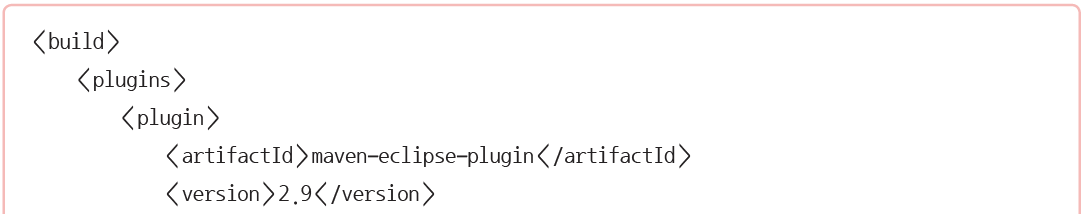 <build>
<plugins>
<plugin>
<artifactId>maven-eclipse-plugin</artifactId>
<version>2.9</version>